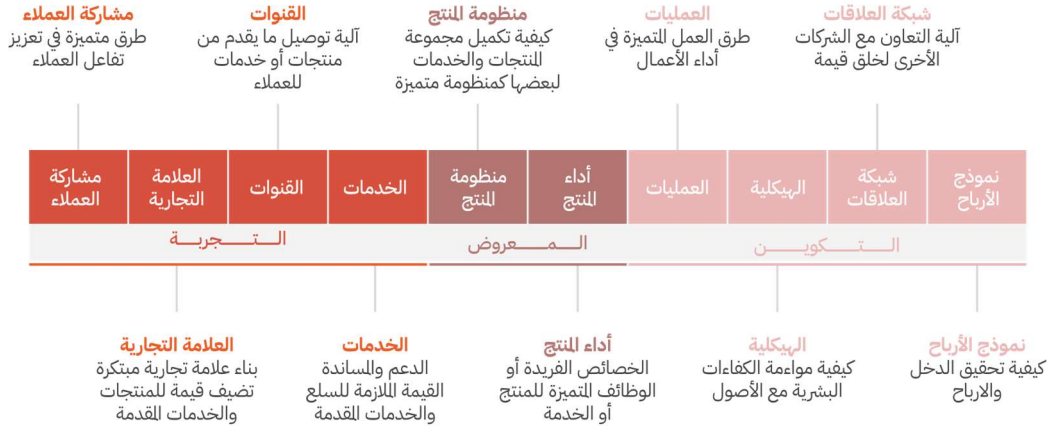 شبكة العلاقات
آلية التعاون مع الشركات
الأخرى لخلق قيمة
العمليات
طرق العمل المتميزة في
أداء الأعمال
منظومة المنتج
كيفية تكميل مجموعة
المنتجات والخدمات
لبعضها كمنظومة متميزة
القنوات
آلية توصيل ما يقدم من
منتجات أو خدمات
للعملاء
مشاركة العملاء
طرق متميزة في تعزيز
تفاعل العملاء
نموذج
الأرباح
شبكة
العلاقات
الهيكلية
العمليات
أداء
المنتج
منظومة
المنتج
الخدمات
القنوات
العلامة
التجارية
مشاركة
العملاء
الـــتـــكويـــن
الـــمـــعروض
الـــتـــجربـــة
نموذج الأرباح
كيفية تحقيق الدخل
والارباح
الهيكلية
كيفية مواءمة الكفاءات
البشرية مع الأصول
أداء المنتج
الخصائص الفريدة أو
الوظائف المتميزة للمنتج
أو الخدمة
الخدمات
الدعم والمساندة
القيمة الملازمة للسلع
والخدمات المقدمة
العلامة التجارية
بناء علامة تجارية مبتكرة
تضيف قيمة للمنتجات
والخدمات المقدمة